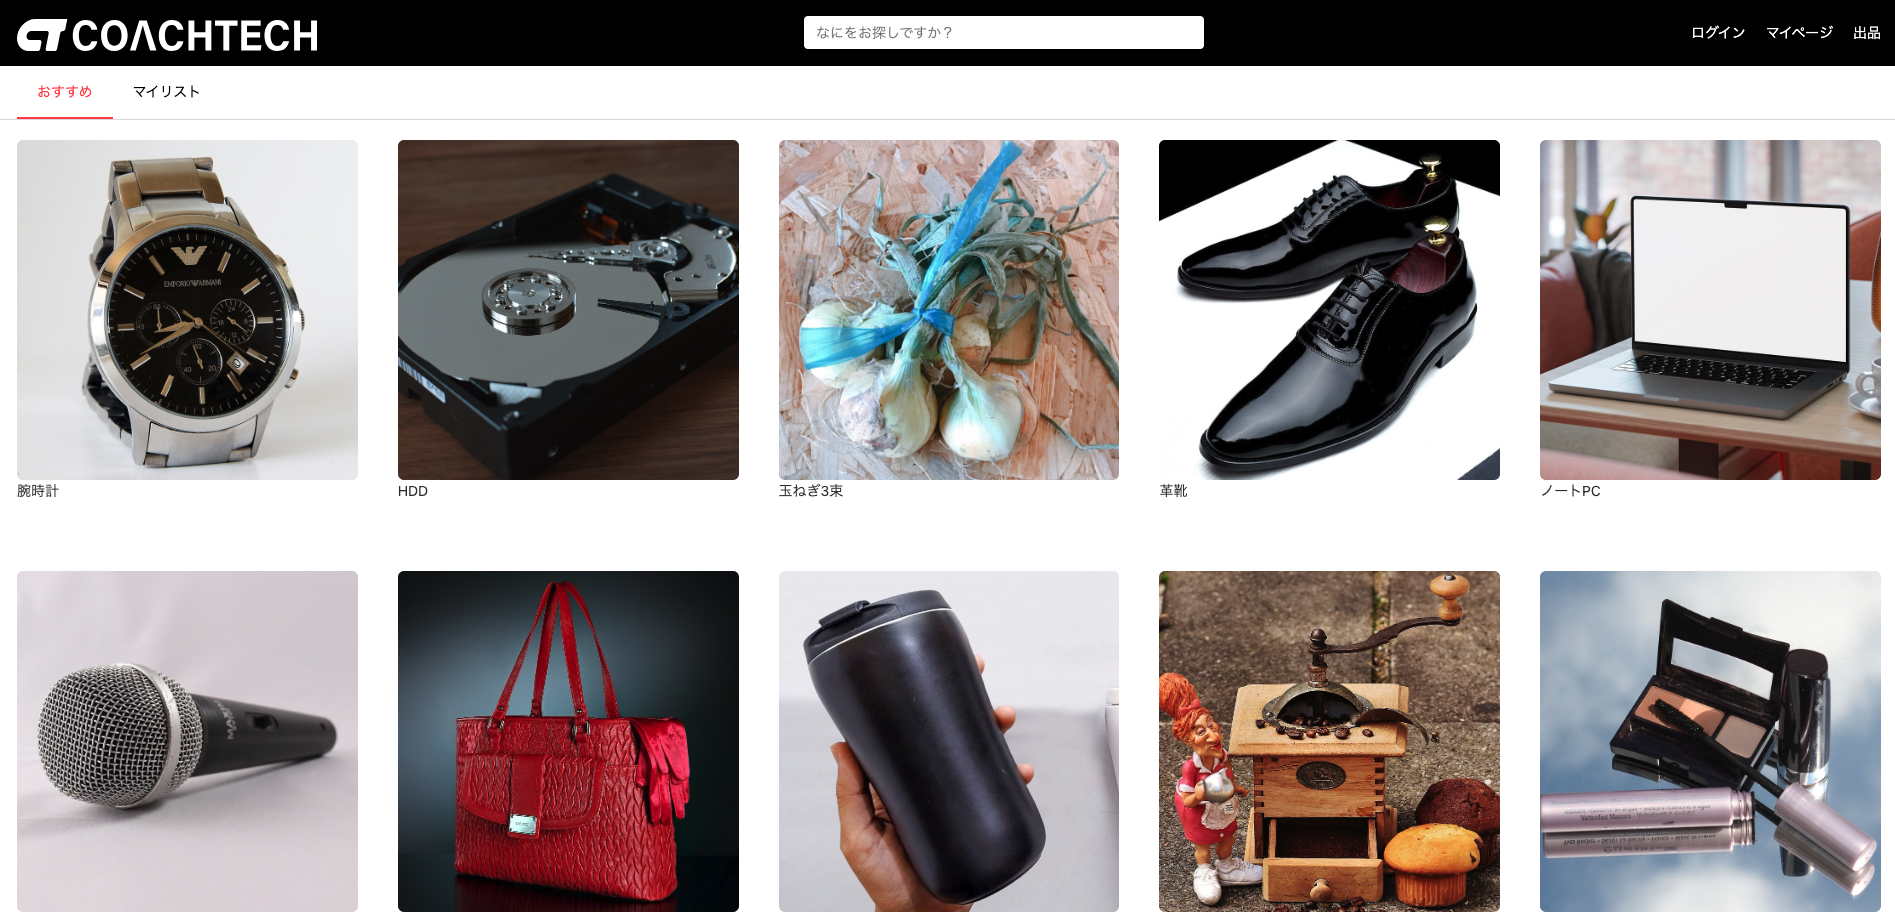 COACHTECH
なにをお探しですか？
ログイン マイページ 出品
おすすめ マイリスト
EMPORIO ARMANI
腕時計
HDD
玉ねぎ3束
革靴
ノートPC